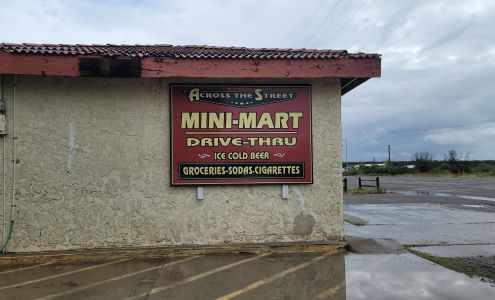 ACROSS THE STREET
MINI-MART
DRIVE-THRU
ICE COLD BEER
GROCERIES-SODAS-CIGARETTES